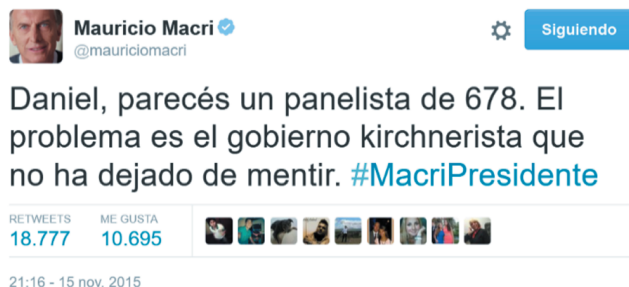 Mauricio Macri
@mauriciomacri
Siguiendo
Daniel, parecés un panelista de 678. El
problema es el gobierno kirchnerista que
no ha dejado de mentir. #MacriPresidente
RETWEETS
18.777
ME GUSTA
10.695
21:16 - 15 nov. 2015